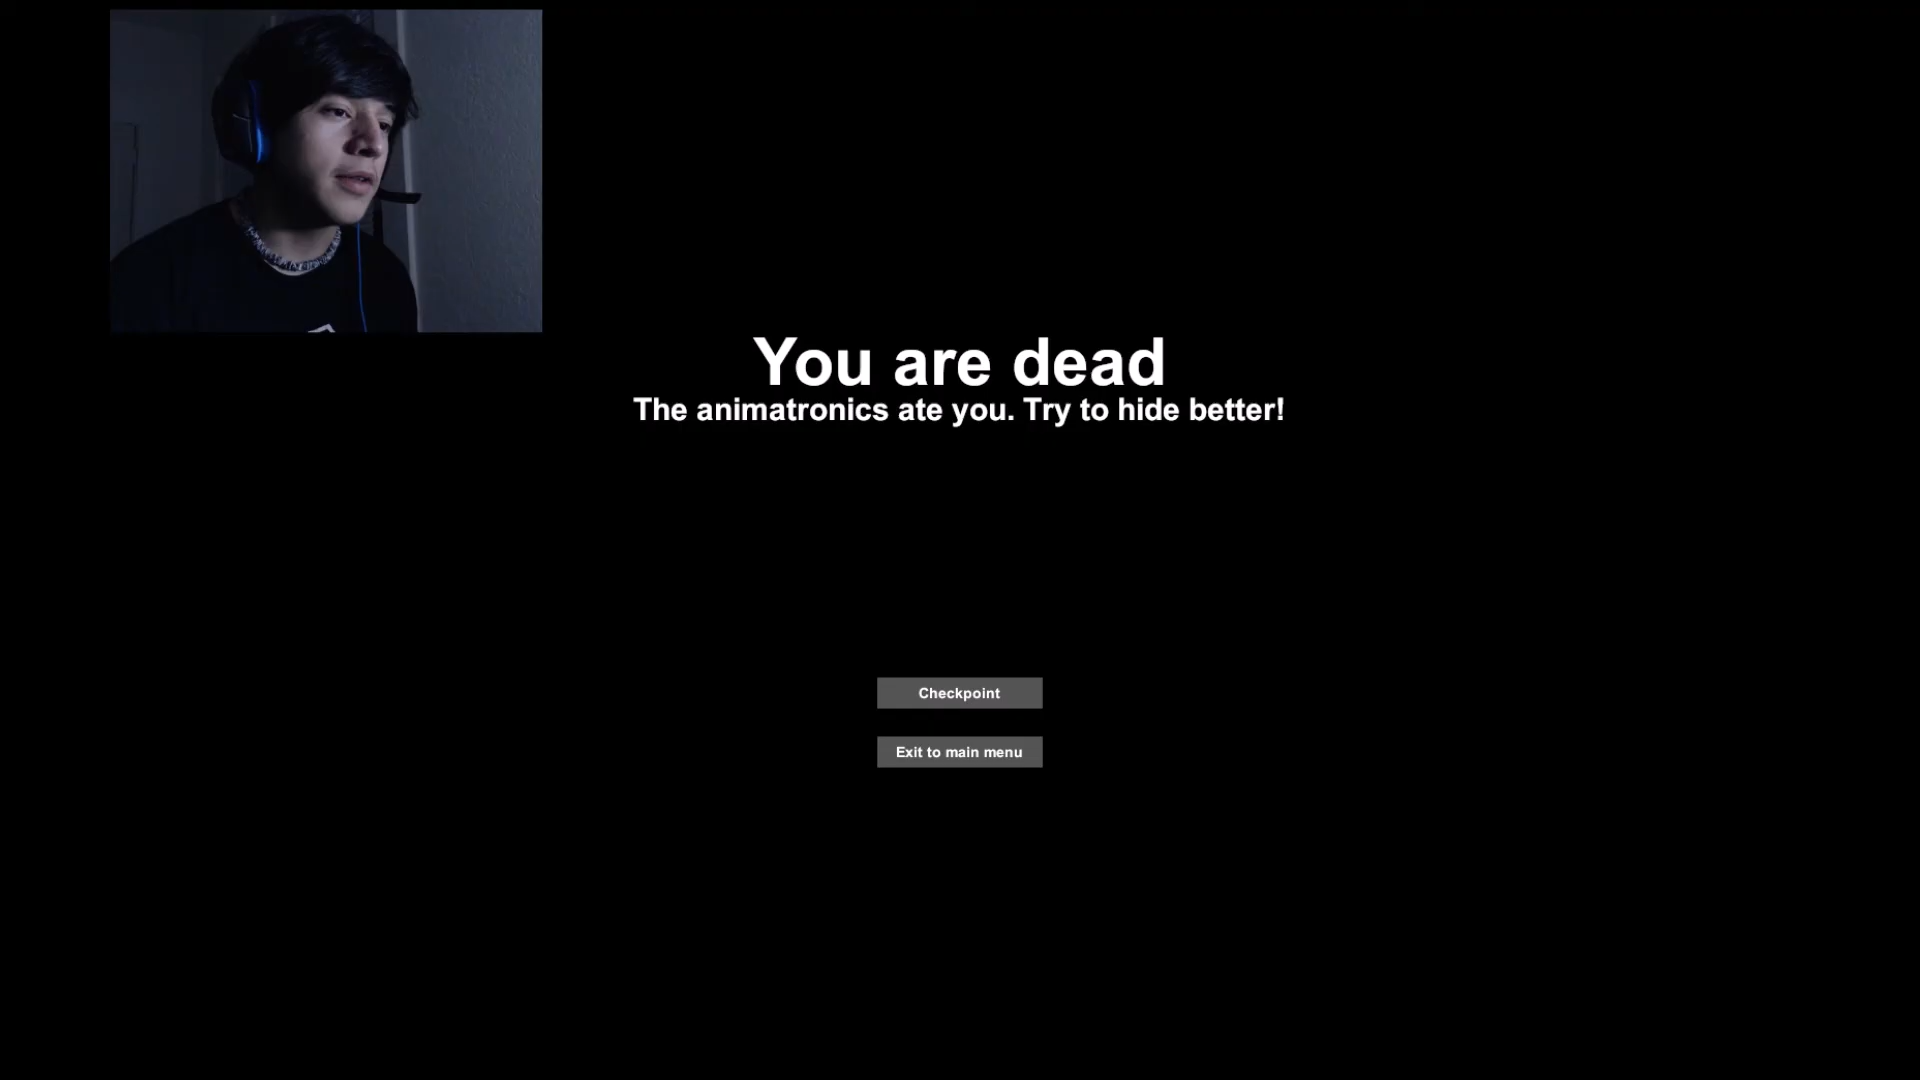 You are dead
The animatronics ate you. Try to hide better!
Checkpoint
Exit to main menu